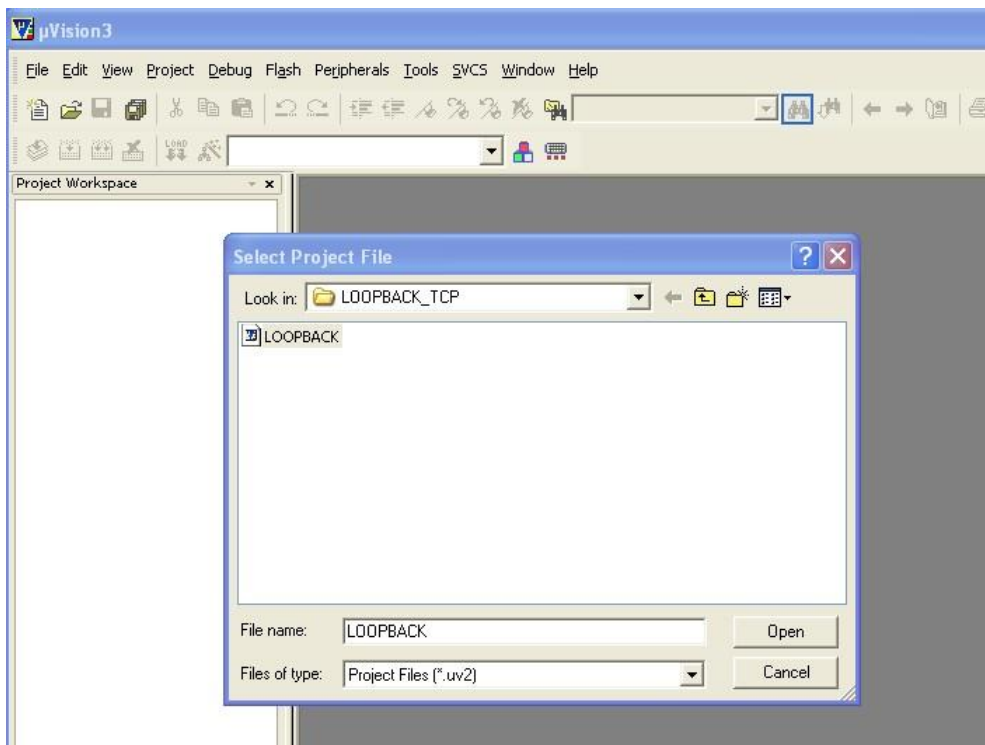 µVision3
File Edit View Project Debug Flash Peripherals Tools SVCS Window Help
LOAD
Project Workspace
Select Project File
Look in: LOOPBACK_TCP
LOOPBACK
File name: LOOPBACK Open
Files of type: Project Files (*.uv2) Cancel